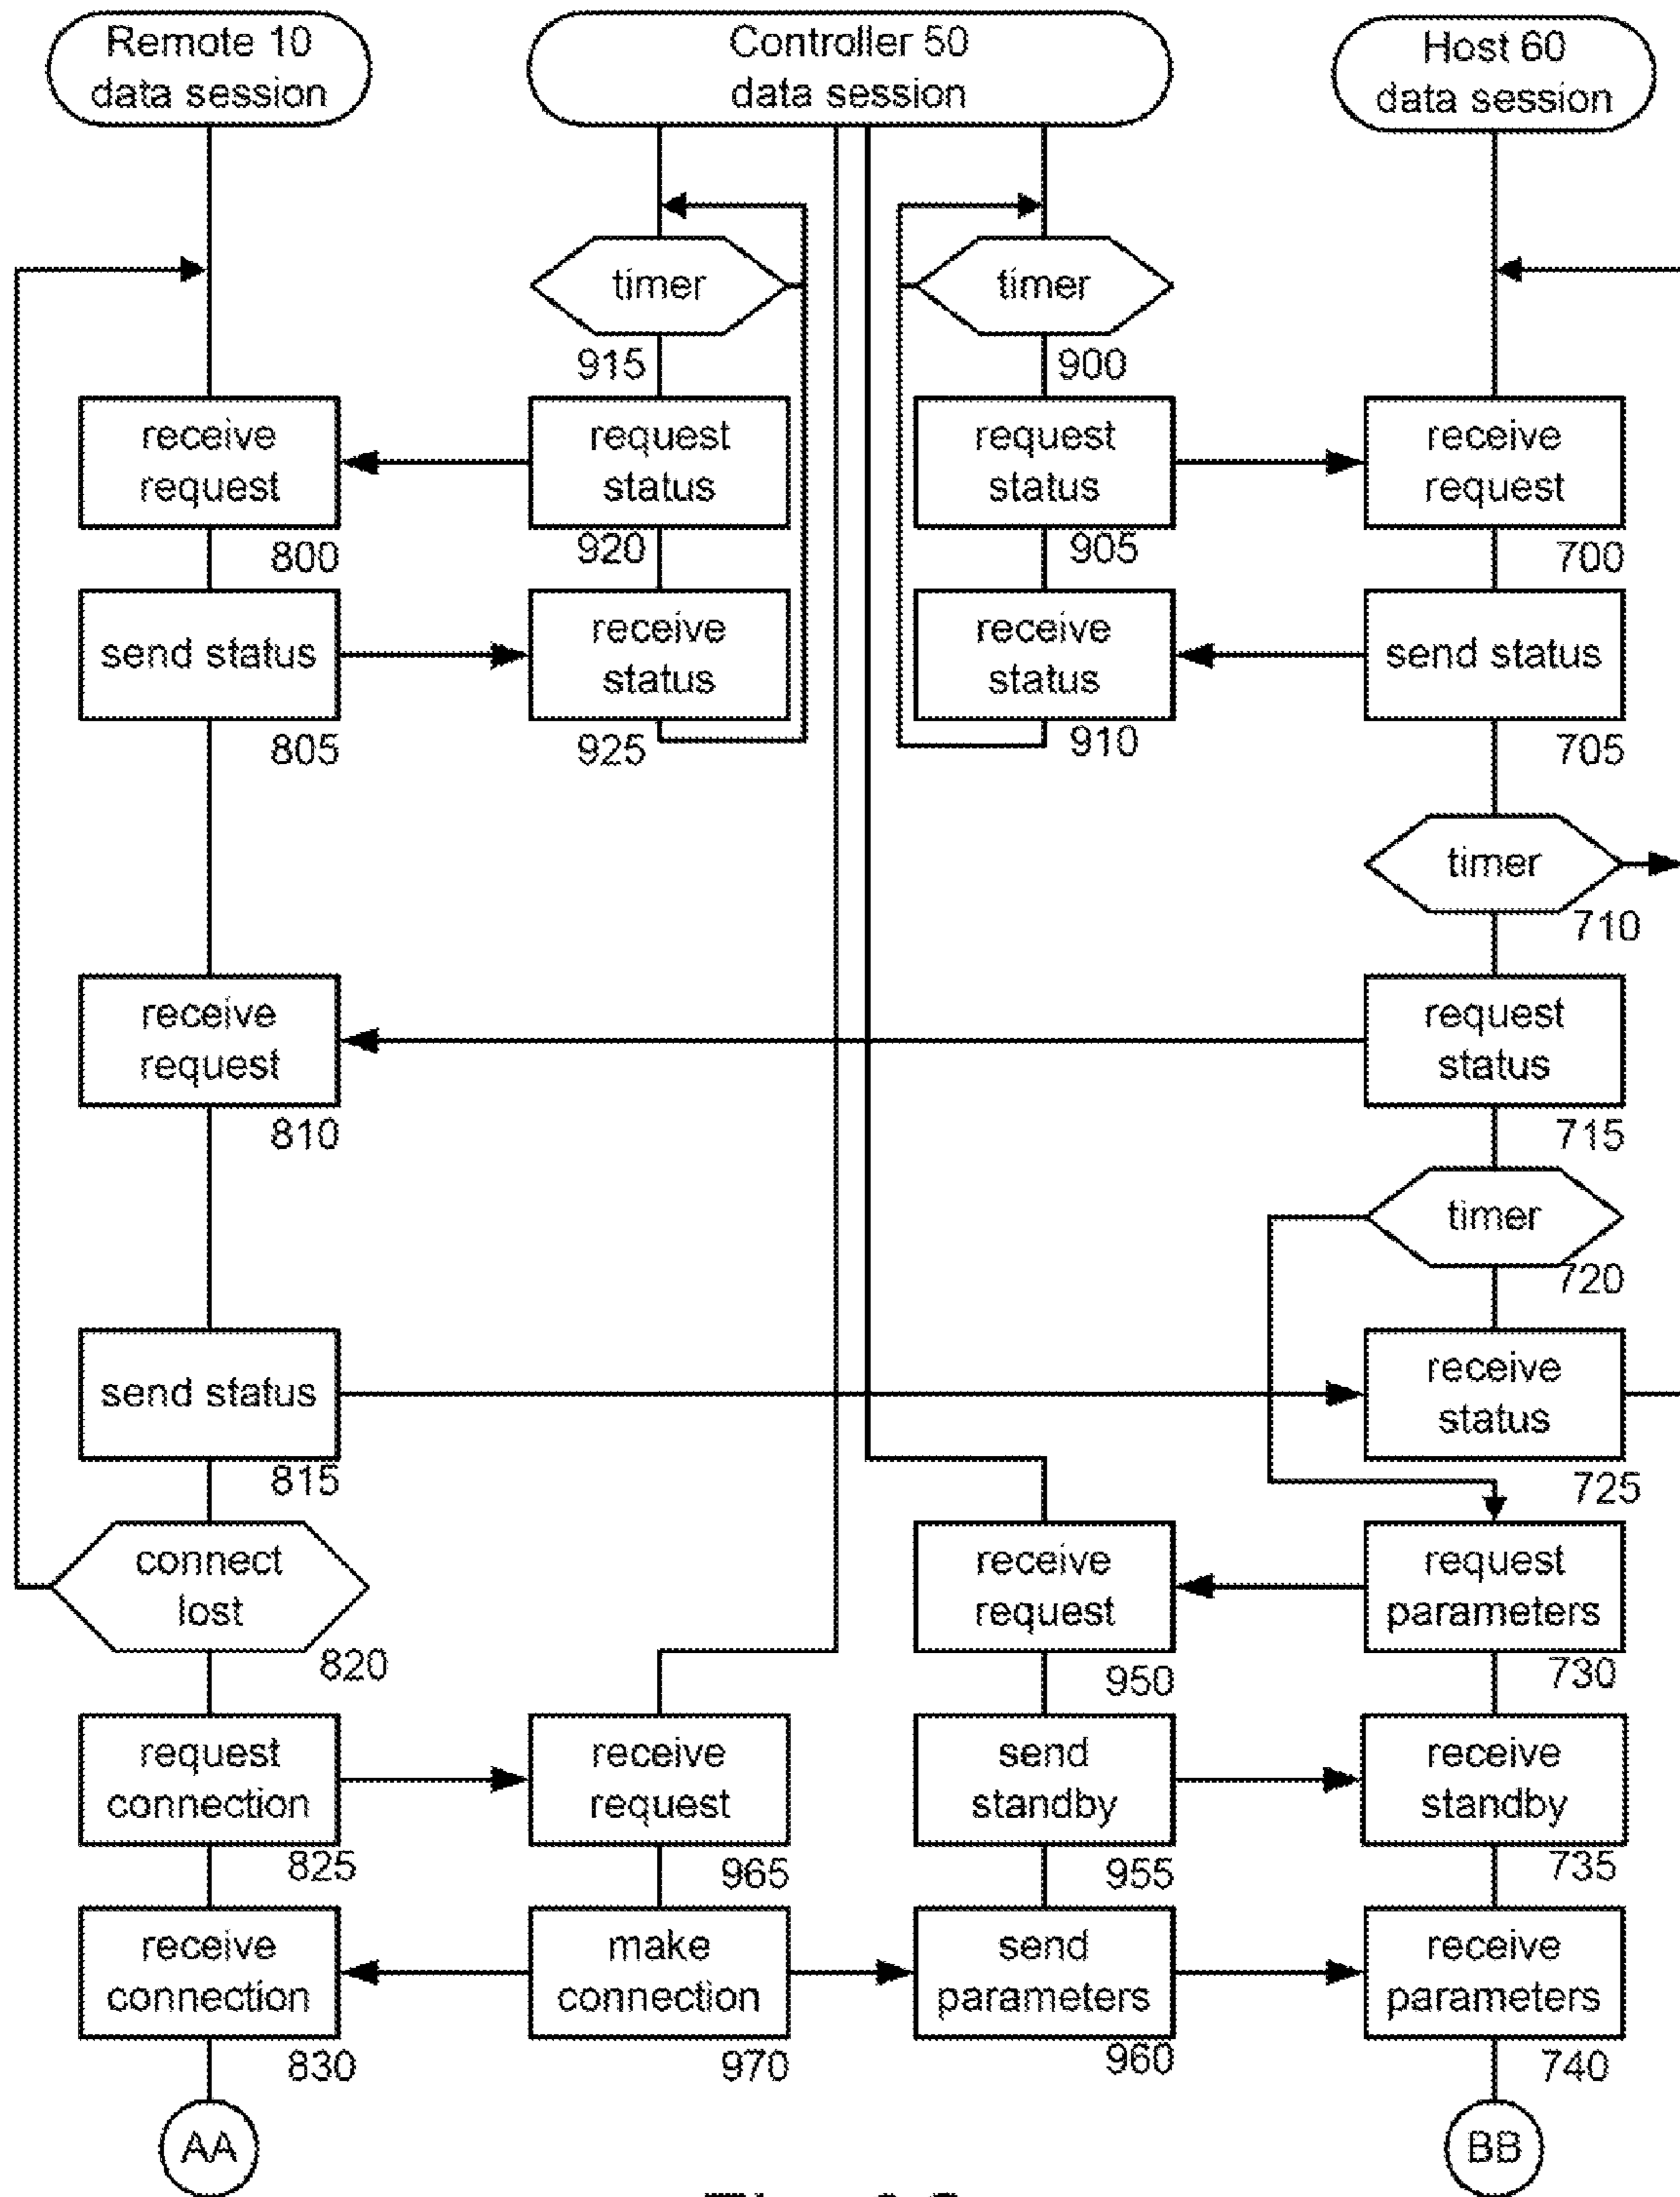 Remote 10
data session
Controller 50
data session
Host 60
data session
timer
915
timer
900
receive
request
800
request
status
920
request
status
905
receive
request
700
send status
805
receive
status
925
receive
status
910
send status
705
timer
710
receive
request
810
request
status
715
timer
720
send status
815
receive
status
725
connect
lost
820
receive
request
950
request
parameters
730
request
connection
825
receive
request
965
send
standby
955
receive
standby
735
receive
connection
830
make
connection
970
send
parameters
960
receive
parameters
740
AA
BB